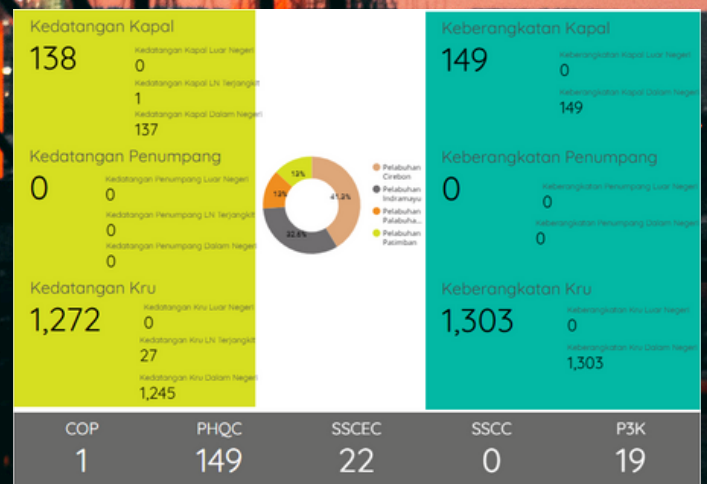 Kedatangan Kapal
138
Kedatangan Kapal Luar Negeri
0
Kedatangan Kapal LN Terjangkit
1
Kedatangan Kapal Dalam Negeri
137
Kedatangan Penumpang
0
Kedatangan Penumpang Luar Negeri
0
Kedatangan Penumpang LN Terjangkit
0
Kedatangan Penumpang Dalam Negeri
0
Kedatangan Kru
1,272
Kedatangan Kru Luar Negeri
0
Kedatangan Kru LN Terjangkit
27
Kedatangan Kru Dalam Negeri
1,245
13%
13%
41,3%
32,6%
Pelabuhan
Cirebon
Pelabuhan
Indramayu
Pelabuhan
Palabuha...
Pelabuhan
Patimban
Keberangkatan Kapal
149
Keberangkatan Kapal Luar Negeri
0
Keberangkatan Kapal Dalam Negeri
149
Keberangkatan Penumpang
0
Keberangkatan Penumpang Luar Negeri
0
Keberangkatan Penumpang Dalam Negeri
0
Keberangkatan Kru
1,303
Keberangkatan Kru Luar Negeri
0
Keberangkatan Kru Dalam Negeri
1,303
COP
1
PHQC
149
SSCEC
22
SSCC
0
P3K
19